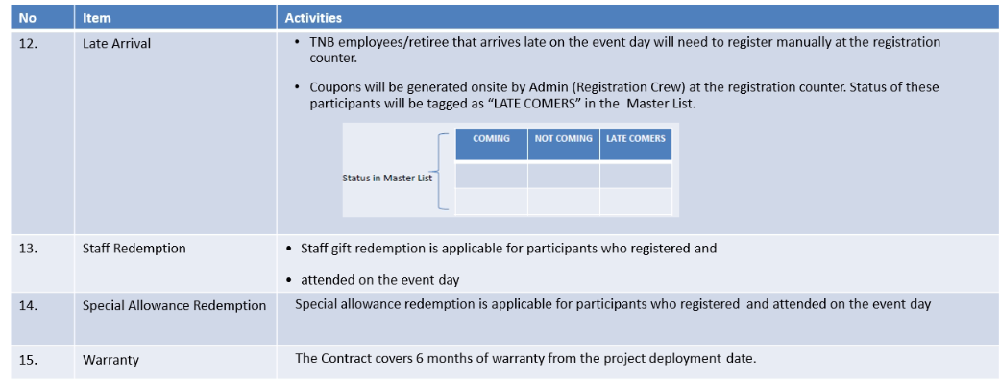 No Item Activities
12. Late Arrival • TNB employees/retiree that arrives late on the event day will need to register manually at the registration
counter.
• Coupons will be generated onsite by Admin (Registration Crew) at the registration counter. Status of these
participants will be tagged as “LATE COMERS” in the Master List.
COMING NOT COMING LATE COMERS
Status in Master List
13. Staff Redemption • Staff gift redemption is applicable for participants who registered and
• attended on the event day
14. Special Allowance Redemption Special allowance redemption is applicable for participants who registered and attended on the event day
15. Warranty The Contract covers 6 months of warranty from the project deployment date.